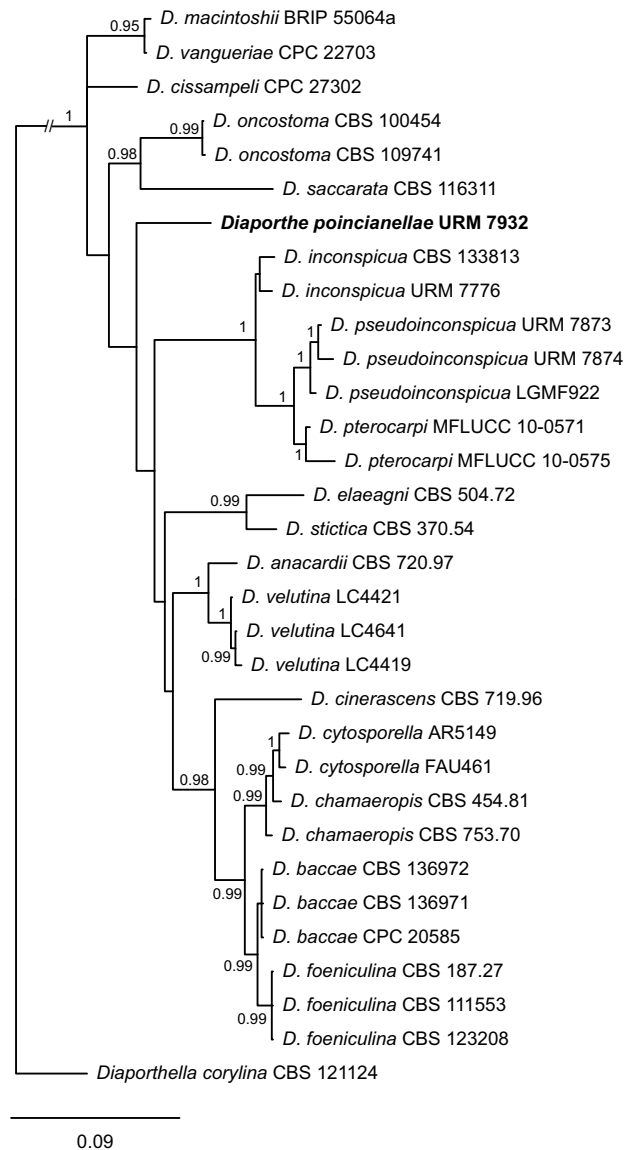 0.95
D. macintoshii BRIP 55064a
D. vangueriae CPC 22703
D. cissampeli CPC 27302
1
0.99
D. oncostoma CBS 100454
D. oncostoma CBS 109741
0.98
D. saccarata CBS 116311
Diaporthe poincianellae URM 7932
D. inconspicua CBS 133813
D. inconspicua URM 7776
1
1
D. pseudoinconspicua URM 7873
D. pseudoinconspicua URM 7874
1
D. pseudoinconspicua LGMF922
1
D. pterocarpi MFLUCC 10-0571
1
D. pterocarpi MFLUCC 10-0575
0.99
D. elaeagni CBS 504.72
D. stictica CBS 370.54
D. anacardii CBS 720.97
1
D. velutina LC4421
1
D. velutina LC4641
0.99
D. velutina LC4419
D. cinerascens CBS 719.96
D. cytosporella AR5149
1
D. cytosporella FAU461
0.99
0.98
D. chamaeropis CBS 454.81
0.99
D. chamaeropis CBS 753.70
D. baccae CBS 136972
0.99
D. baccae CBS 136971
D. baccae CPC 20585
0.99
D. foeniculina CBS 187.27
D. foeniculina CBS 111553
0.99
D. foeniculina CBS 123208
Diaporthella corylina CBS 121124
0.09